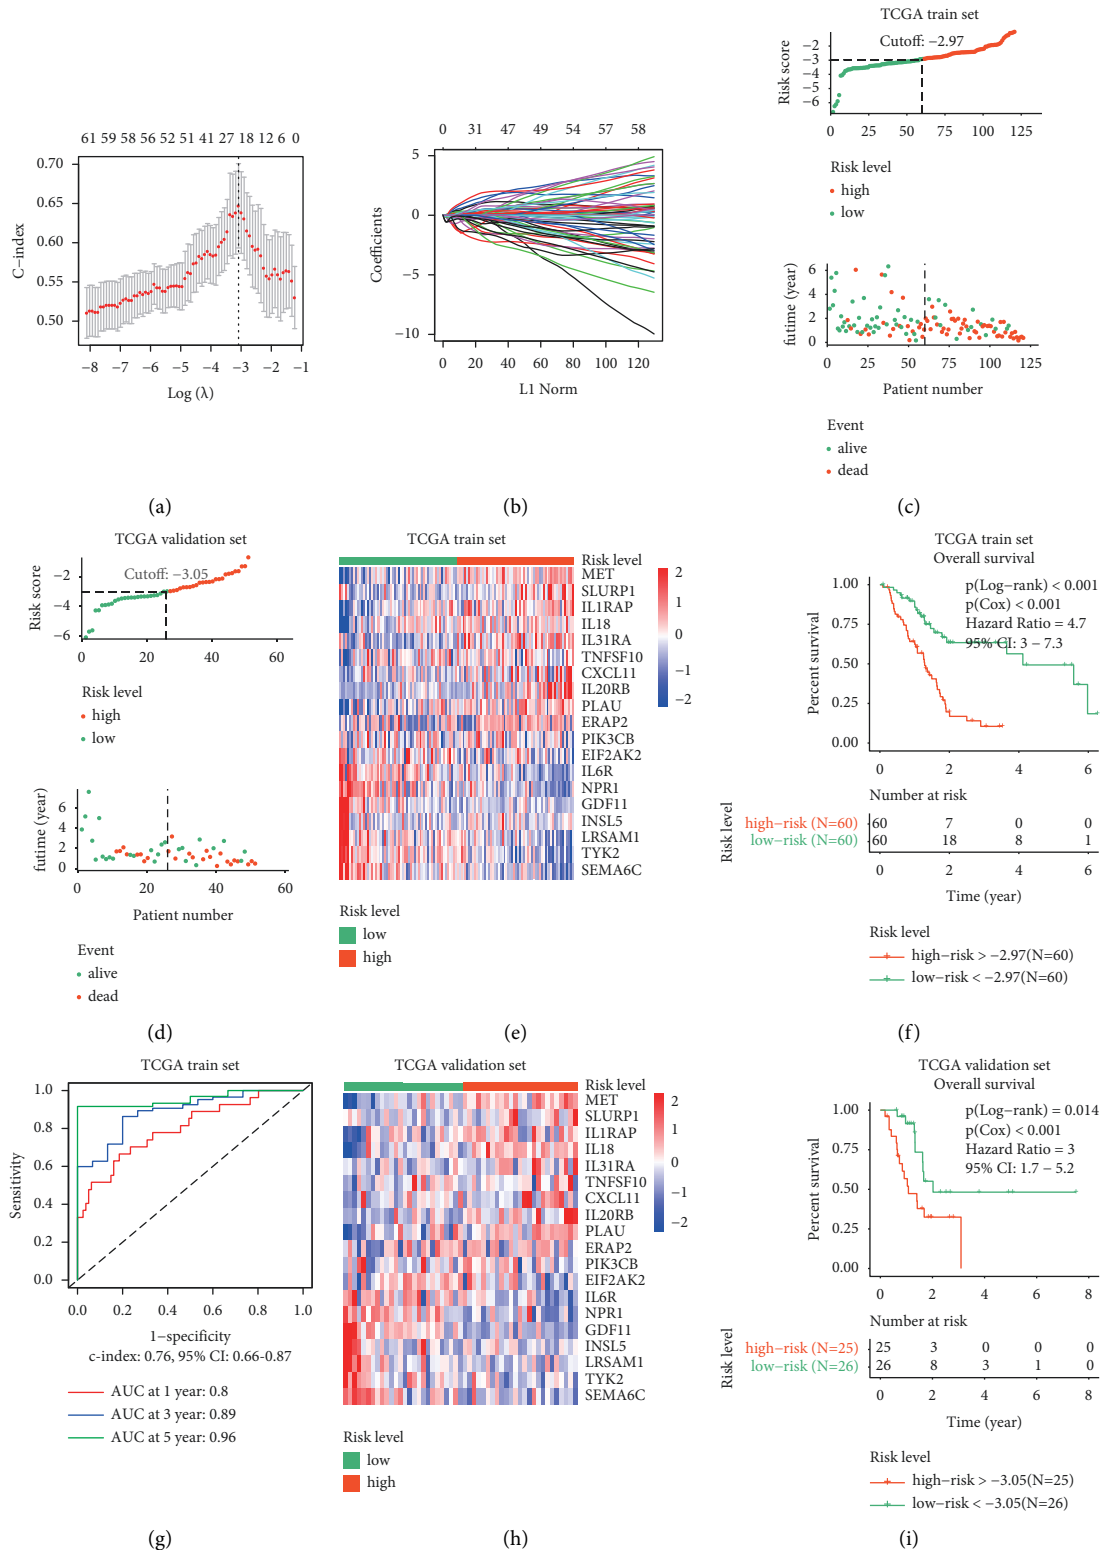 61 59 58 56 52 51 41 27 18 12 6 0
0.70
0.65
0.60
0.55
0.50
C-index
−8 −7 −6 −5 −4 −3 −2 −1
Log (λ)
(a)
0 31 47 49 54 57 58
5
0
−5
−10
Coefficients
0 20 40 60 80 100 120
L1 Norm
(b)
TCGA train set
Cutoff: −2.97
−2
−3
−4
−6
Risk score
0 25 50 75 100 125
Risk level
high
low
6
4
2
0
futime (year)
0 25 50 75 100 125
Patient number
Event
alive
dead
(c)
TCGA validation set
Cutoff: −3.05
−2
−4
−6
Risk score
0 20 40 60
Risk level
high
low
6
4
2
0
futime (year)
0 20 40 60
Patient number
Event
alive
dead
(d)
TCGA train set
Risk level
MET
SLURP1
IL1RAP
IL18
IL31RA
TNFSF10
CXCL11
IL20RB
PLAU
ERAP2
PIK3CB
EIF2AK2
IL6R
NPR1
GDF11
INSL5
LRSAM1
TYK2
SEMA6C
2
1
0
−1
−2
Risk level
low
high
(e)
TCGA train set
Overall survival
p(Log−rank) < 0.001
p(Cox) < 0.001
Hazard Ratio = 4.7
95% CI: 3 − 7.3
1.00
0.75
0.50
0.25
0.00
Percent survival
0 2 4 6
Number at risk
Risk level
high−risk (N=60) 60 7 0 0
low−risk (N=60) 60 18 8 1
0 2 4 6
Time (year)
Risk level
high−risk > −2.97(N=60)
low−risk < −2.97(N=60)
(f)
TCGA train set
1.0
0.8
0.6
0.4
0.2
0.0
Sensitivity
0.0 0.2 0.4 0.6 0.8 1.0
1-specificity
c-index: 0.76, 95% CI: 0.66-0.87
AUC at 1 year: 0.8
AUC at 3 year: 0.89
AUC at 5 year: 0.96
(g)
TCGA validation set
Risk level
MET
SLURP1
IL1RAP
IL18
IL31RA
TNFSF10
CXCL11
IL20RB
PLAU
ERAP2
PIK3CB
EIF2AK2
IL6R
NPR1
GDF11
INSL5
LRSAM1
TYK2
SEMA6C
2
1
0
−1
−2
Risk level
low
high
(h)
TCGA validation set
Overall survival
p(Log−rank) = 0.014
p(Cox) < 0.001
Hazard Ratio = 3
95% CI: 1.7 − 5.2
1.00
0.75
0.50
0.25
0.00
Percent survival
0 2 4 6 8
Number at risk
Risk level
high−risk (N=25) 25 3 0 0 0
low−risk (N=26) 26 8 3 1 0
0 2 4 6 8
Time (year)
Risk level
high−risk > −3.05(N=25)
low−risk < −3.05(N=26)
(i)